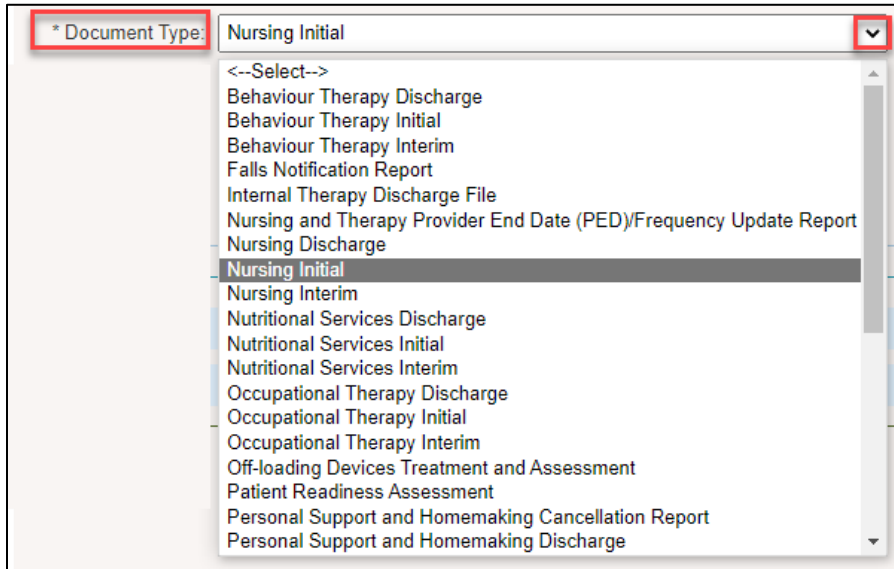 * Document Type: Nursing Initial
<--Select-->
Behaviour Therapy Discharge
Behaviour Therapy Initial
Behaviour Therapy Interim
Falls Notification Report
Internal Therapy Discharge File
Nursing and Therapy Provider End Date (PED)/Frequency Update Report
Nursing Discharge
Nursing Initial
Nursing Interim
Nutritional Services Discharge
Nutritional Services Initial
Nutritional Services Interim
Occupational Therapy Discharge
Occupational Therapy Initial
Occupational Therapy Interim
Off-loading Devices Treatment and Assessment
Patient Readiness Assessment
Personal Support and Homemaking Cancellation Report
Personal Support and Homemaking Discharge